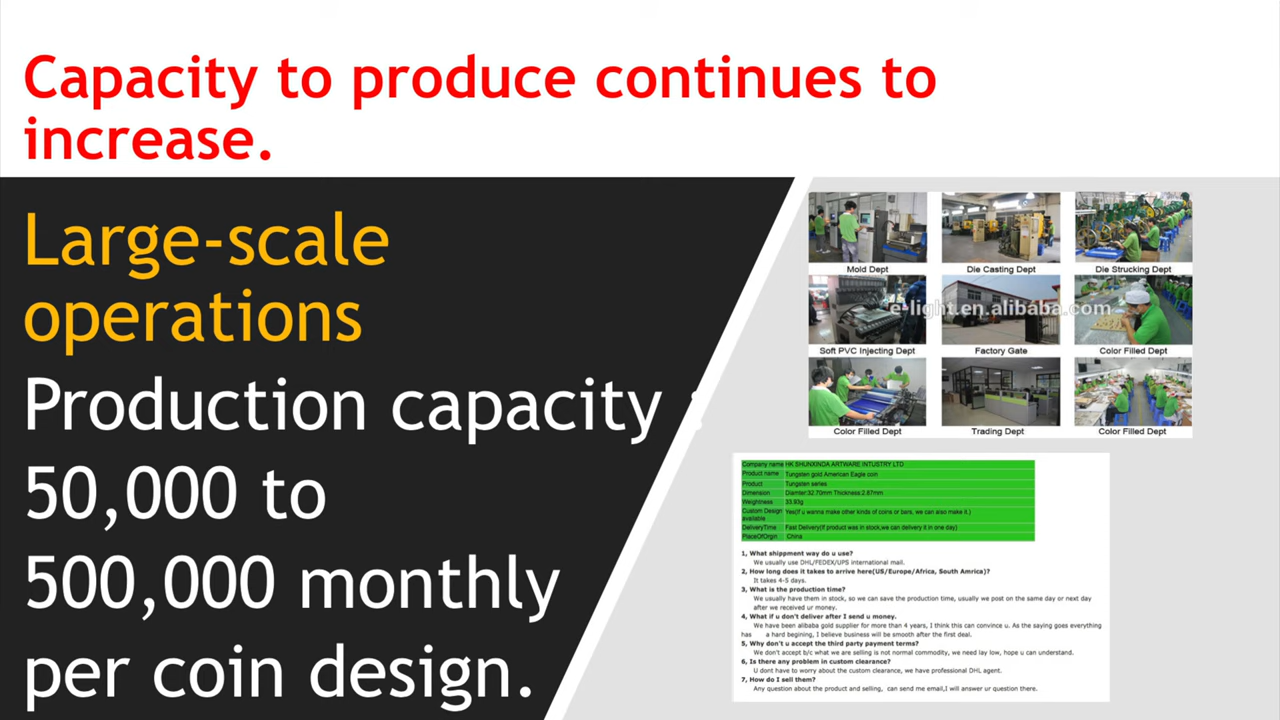 Capacity to produce continues to
increase.
Large-scale
operations
Production capacity :
50,000 to
500,000 monthly
per coin design.
Mold Dept
Die Casting Dept
Die Strucking Dept
e-light.en.alibaba.com
Soft PVC Injecting Dept
Factory Gate
Color Filled Dept
Color Filled Dept
Trading Dept
Color Filled Dept
Company name HK SHUNXINDA ARTWARE INTUSTRY LTD
Product name Tungsten gold American Eagle coin
Product Tungsten series
Dimension Diamter:32.70mm Thickness:2.87mm
Weightness 33.93g
Custom Design available Yes(If u wanna make other kinds of coins or bars, we can also make it.)
DeliveryTime Fast Delivery(If product was in stock,we can delivery it in one day)
PlaceOfOrgin China
1, What shippment way do u use?
We usually use DHL/FEDEX/UPS international mail.
2, How long does it takes to arrive here(US/Europe/Africa, South Amrica)?
It takes 4-5 days.
3, What is the production time?
We usually have them in stock, so we can save the production time, usually we post on the same day or next day
after we received ur money.
4, What if u don't deliver after I send u money.
We have been alibaba gold supplier for more than 4 years, I think this can convince u. As the saying goes everything
has a hard begining, I believe business will be smooth after the first deal.
5, Why don't u accept the third party payment terms?
We don't accept b/c what we are selling is not normal commodity, we need lay low, hope u can understand.
6, Is there any problem in custom clearance?
U dont have to worry about the custom clearance, we have professional DHL agent.
7, How do I sell them?
Any question about the product and selling, can send me email,I will answer ur question there.